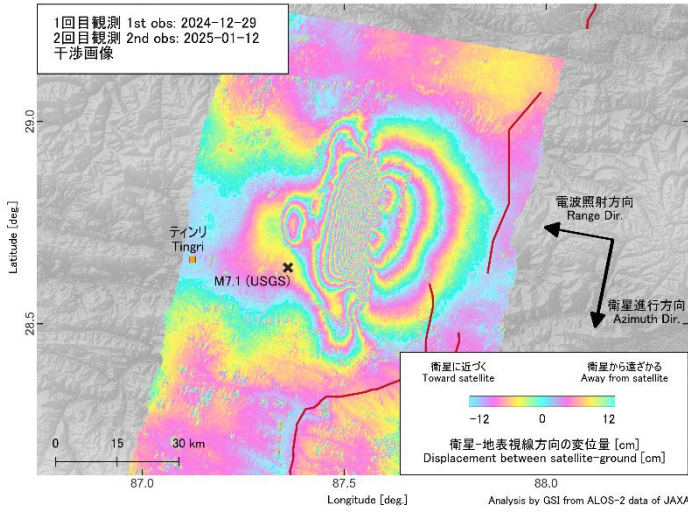 1回目観測 1st obs: 2024-12-29
2回目観測 2nd obs: 2025-01-12
干渉画像
29.0
28.5
Latitude [deg.]
ティンリ
Tingri
M7.1 (USGS)
電波照射方向
Range Dir.
衛星進行方向
Azimuth Dir.
衛星に近づく
Toward satellite
衛星から遠ざかる
Away from satellite
-12 0 12
衛星-地表視線方向の変位量 [cm]
Displacement between satellite-ground [cm]
0 15 30 km
87.0 87.5 88.0
Longitude [deg.]
Analysis by GSI from ALOS-2 data of JAXA